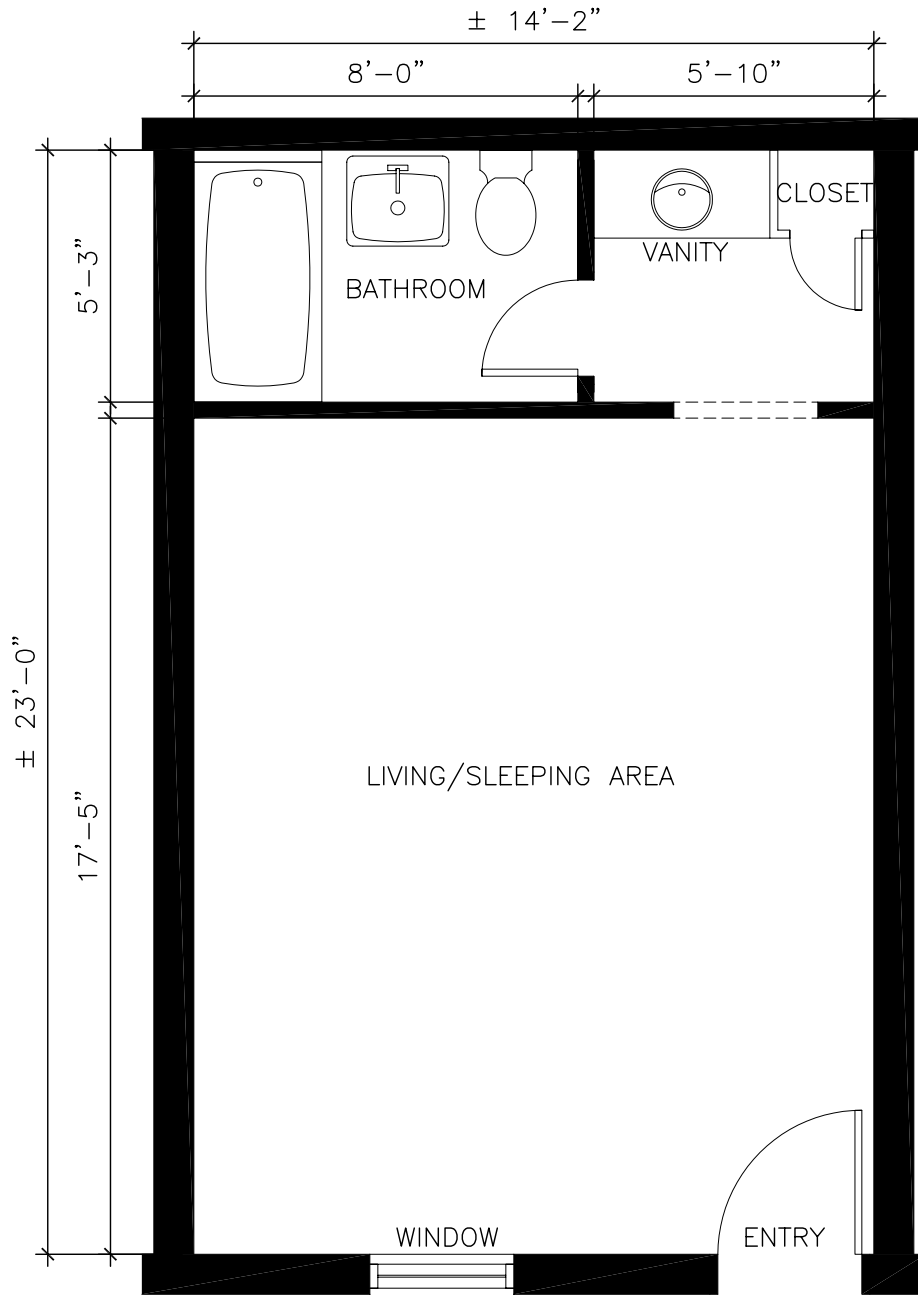 ± 14’-2”
8’-0”
5’-10”
CLOSET
VANITY
5’-3”
BATHROOM
± 23’-0”
LIVING/SLEEPING AREA
17’-5”
WINDOW
ENTRY